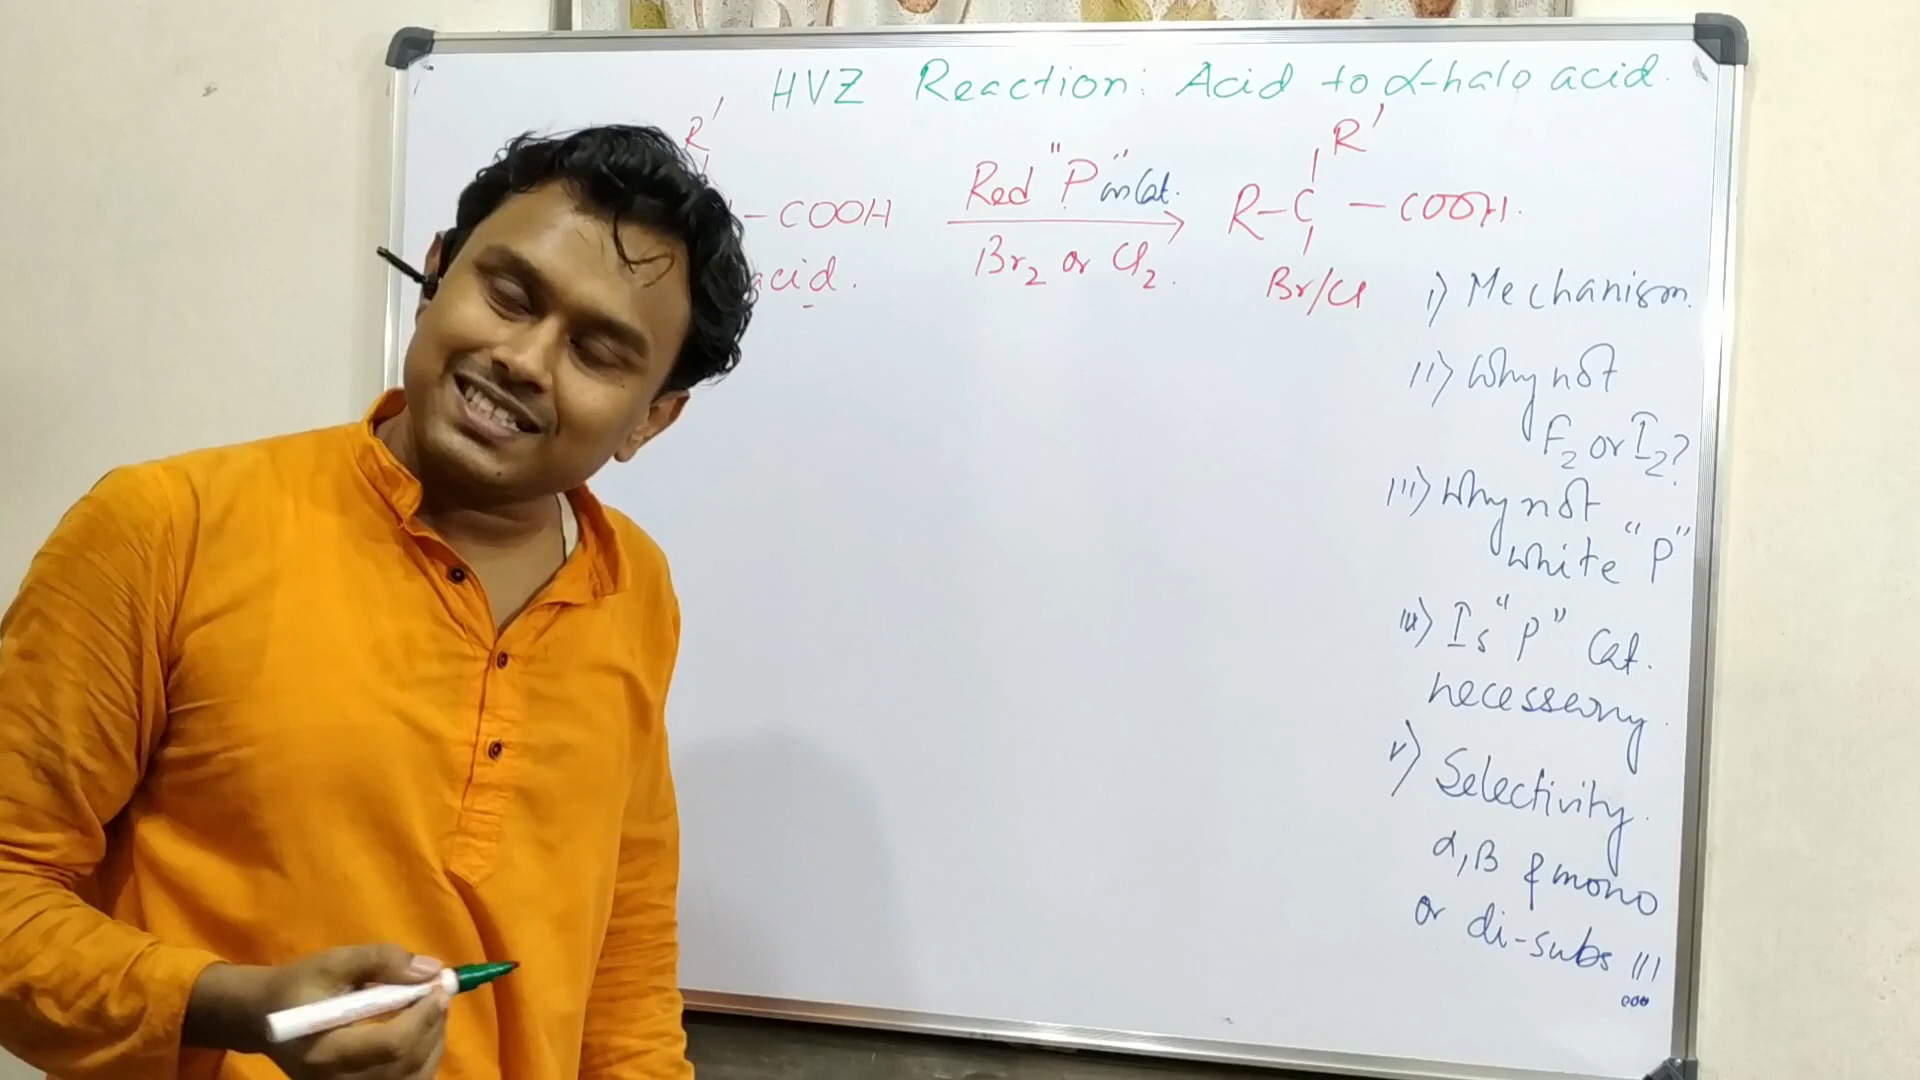 HVZ Reaction: Acid to α-halo acid.
R'
R'
-COOH
Red "P" as Cat.
R-C-COOH.
acid.
Br2 or Cl2.
Br/Cl
i) Mechanism.
ii) Why not
F2 or I2?
iii) Why not
white "P"
iv) Is "P" Cat.
necessary.
v) Selectivity.
α, β & mono
or di-subs !!!